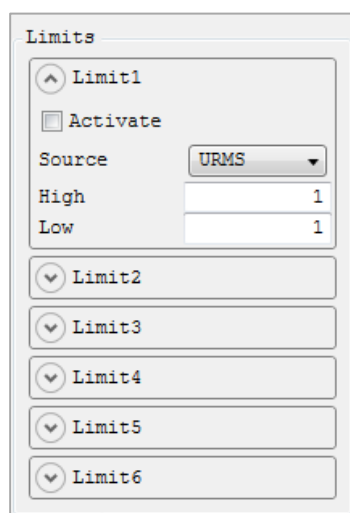 Limits
Limit1
Activate
Source URMS
High 1
Low 1
Limit2
Limit3
Limit4
Limit5
Limit6